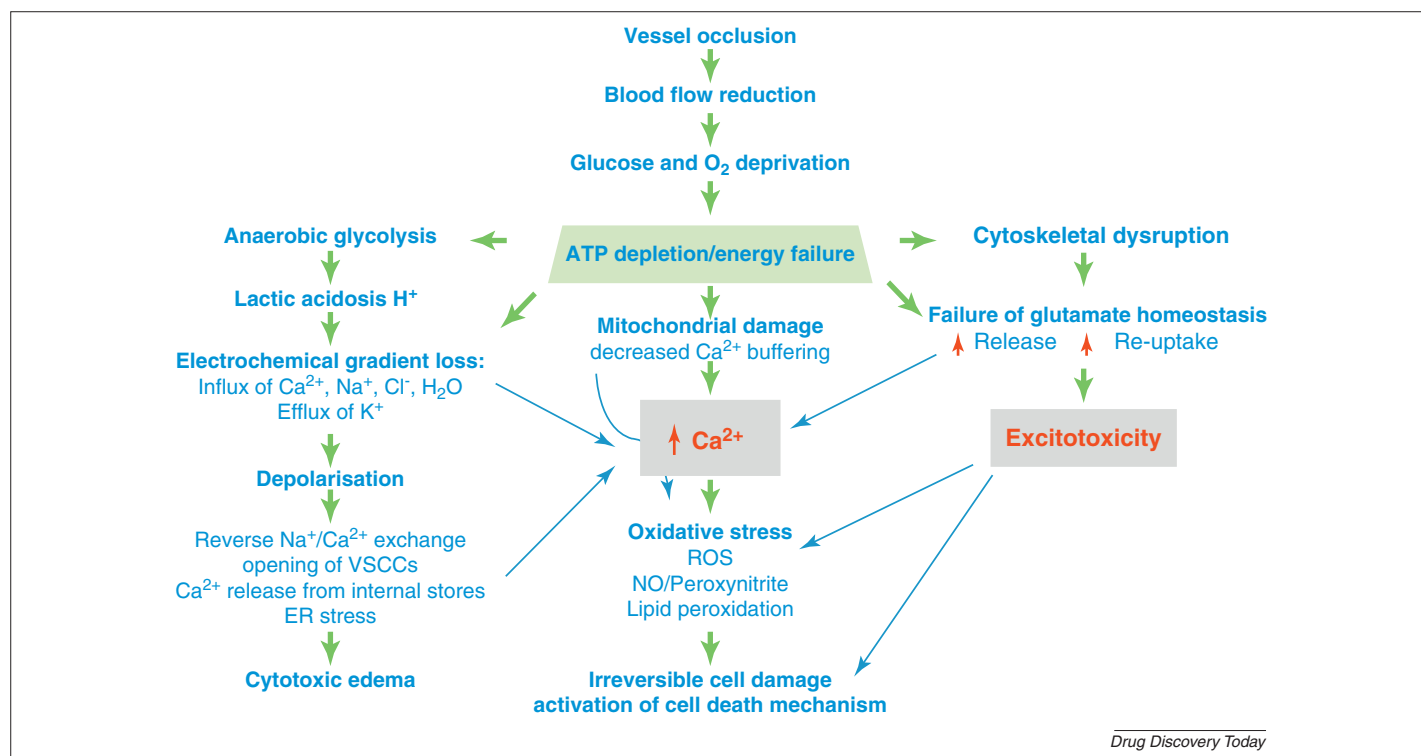 Vessel occlusion
Blood flow reduction
Glucose and O₂ deprivation
ATP depletion/energy failure
Anaerobic glycolysis
Lactic acidosis H⁺
Electrochemical gradient loss:
Influx of Ca²⁺, Na⁺, Cl⁻, H₂O
Efflux of K⁺
Depolarisation
Reverse Na⁺/Ca²⁺ exchange
opening of VSCCs
Ca²⁺ release from internal stores
ER stress
Cytotoxic edema
Mitochondrial damage
decreased Ca²⁺ buffering
Ca²⁺
Oxidative stress
ROS
NO/Peroxynitrite
Lipid peroxidation
Irreversible cell damage
activation of cell death mechanism
Cytoskeletal dysruption
Failure of glutamate homeostasis
Release Re-uptake
Excitotoxicity
Drug Discovery Today